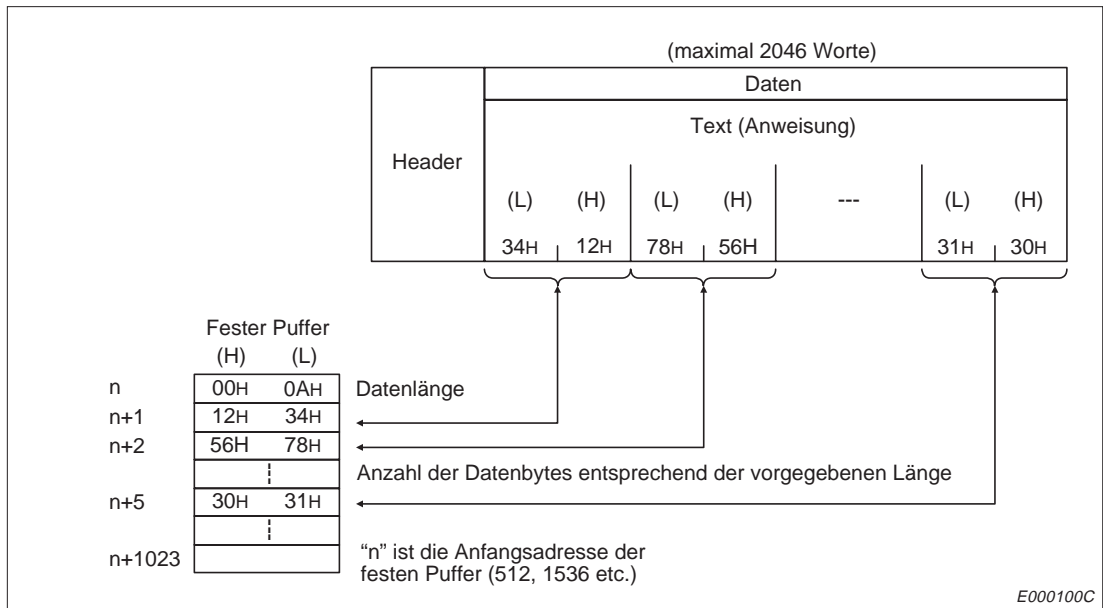 (maximal 2046 Worte)
Daten
Text (Anweisung)
Header
(L) (H) (L) (H) --- (L) (H)
34H 12H 78H 56H 31H 30H
Fester Puffer
(H) (L)
n 00H 0AH Datenlänge
n+1 12H 34H
n+2 56H 78H
Anzahl der Datenbytes entsprechend der vorgegebenen Länge
n+5 30H 31H
n+1023
“n” ist die Anfangsadresse der
festen Puffer (512, 1536 etc.)
E000100C